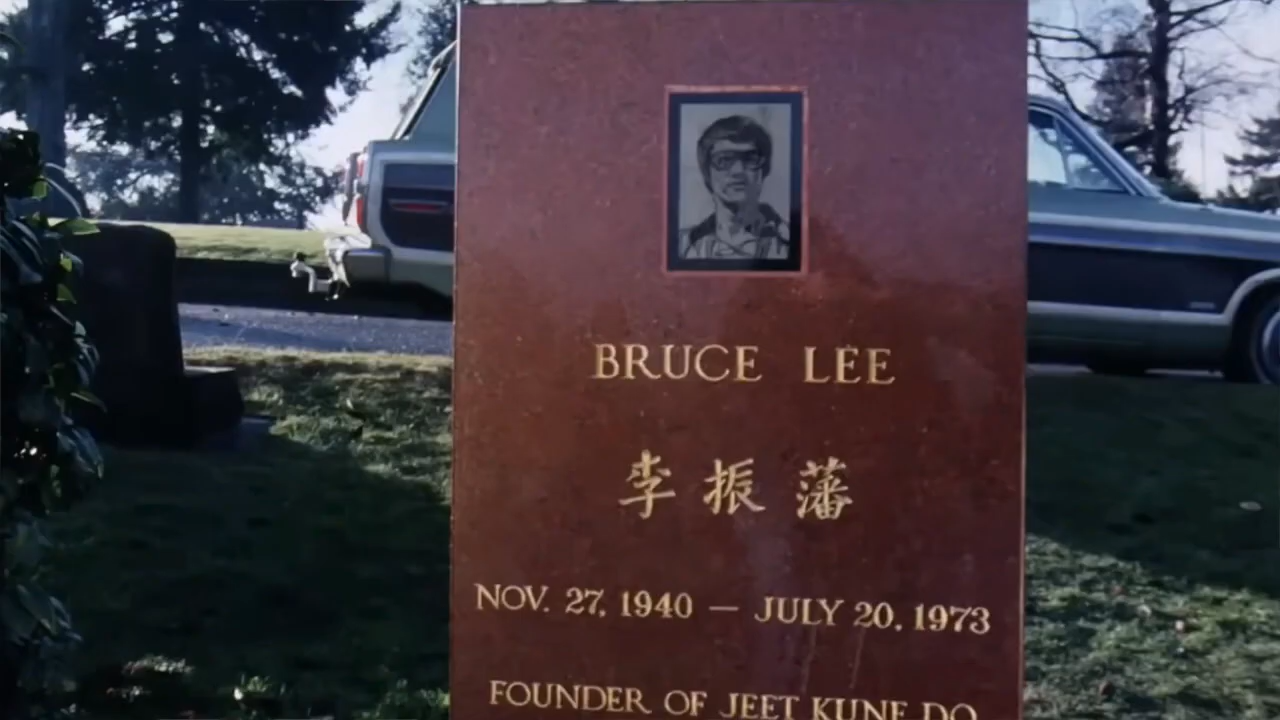 BRUCE LEE
李振藩
NOV. 27, 1940 — JULY 20, 1973
FOUNDER OF JEET KUNE DO